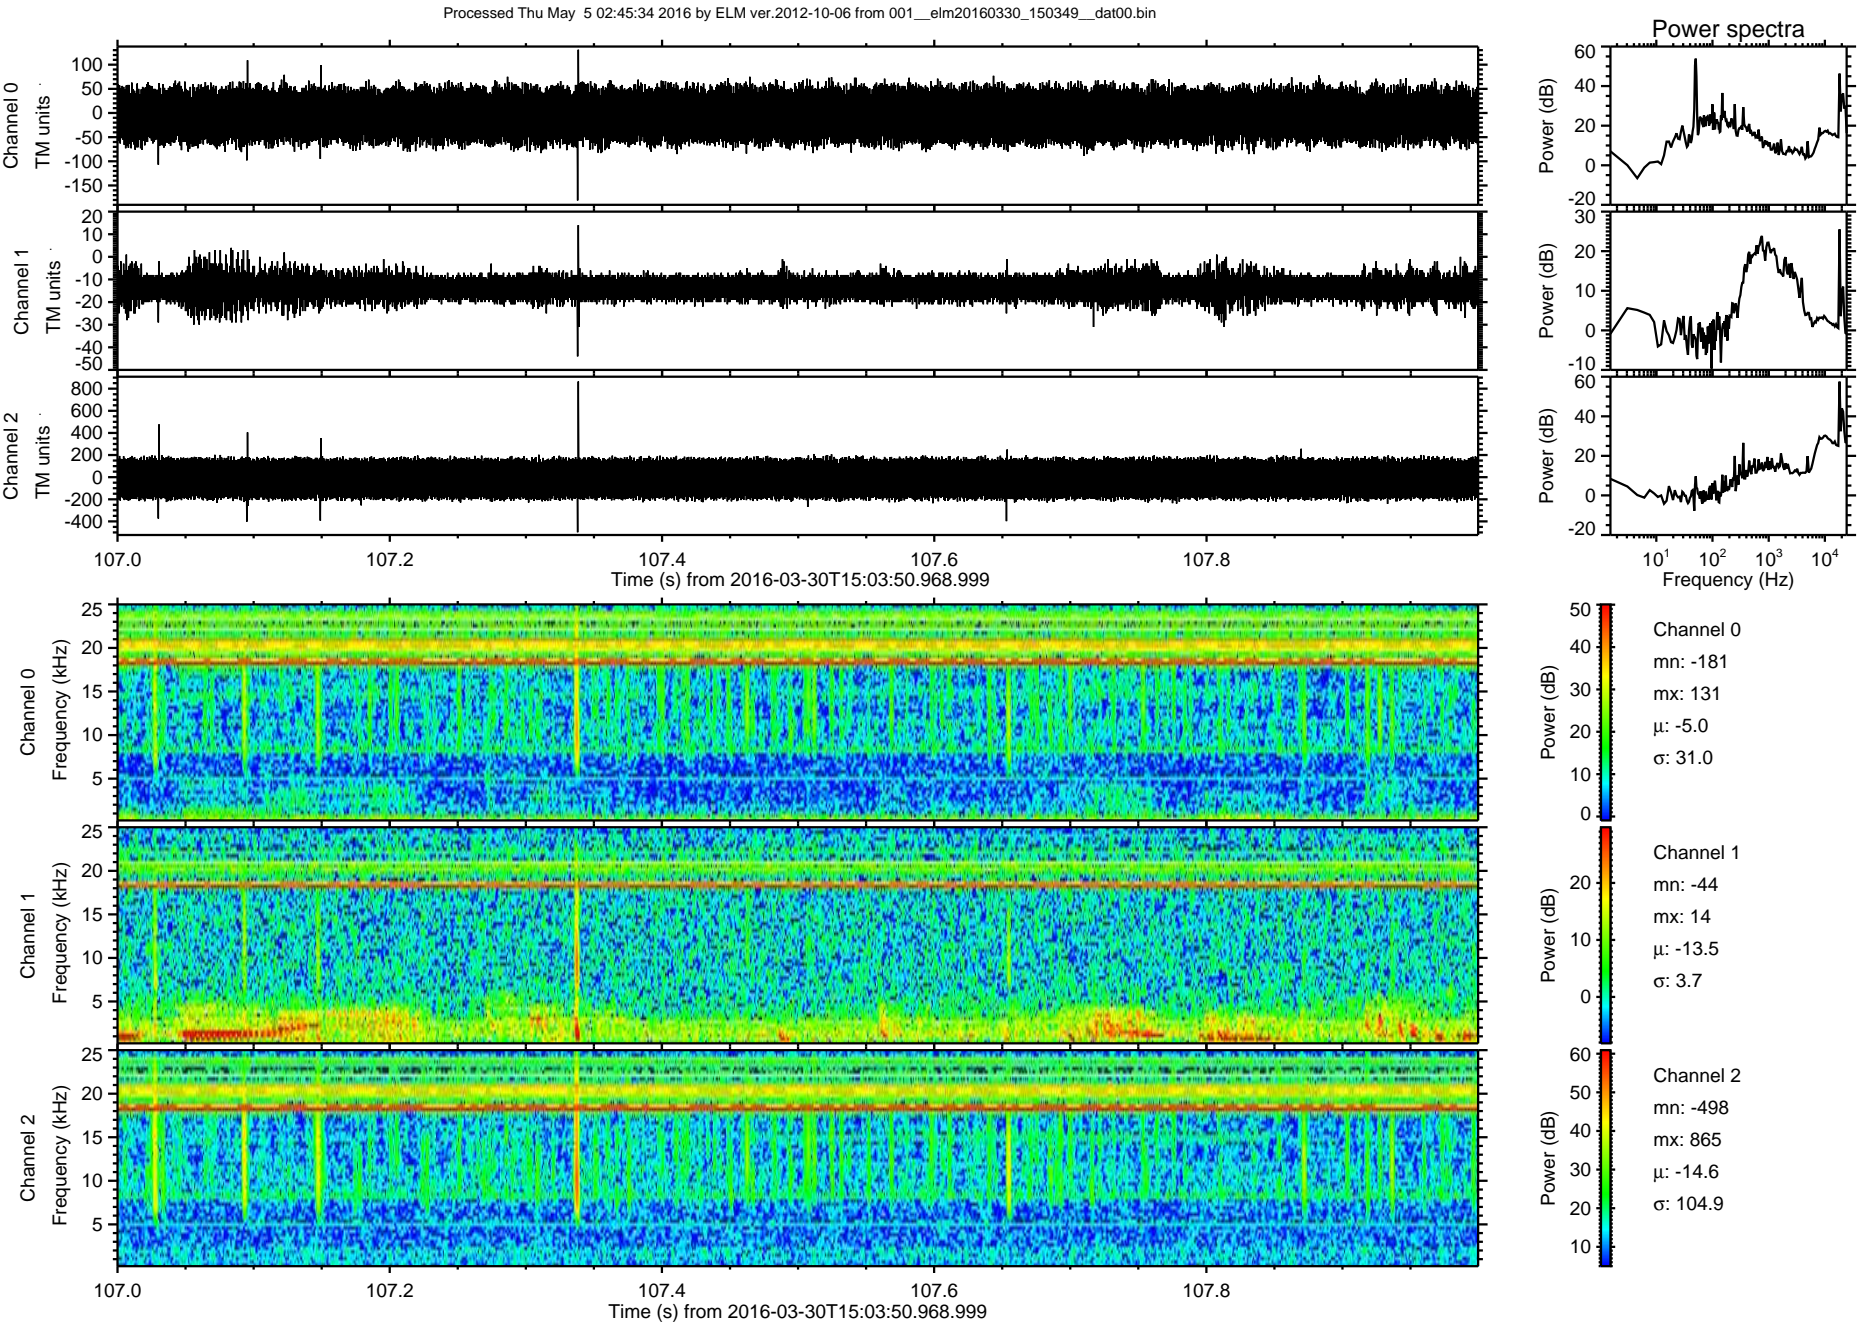 Processed Thu May  5 02:45:34 2016 by ELM ver.2012-10-06 from 001__elm20160330_150349__dat00.bin
Power spectra
Channel 0
TM units
100
50
0
-50
-100
-150
Power (dB)
60
40
20
0
-20
Channel 1
TM units
20
10
0
-10
-20
-30
-40
-50
Power (dB)
30
20
10
0
-10
Channel 2
TM units
800
600
400
200
0
-200
-400
Power (dB)
60
40
20
0
-20
107.0 107.2 107.4 107.6 107.8
Time (s) from 2016-03-30T15:03:50.968.999
10¹ 10² 10³ 10⁴
Frequency (Hz)
Channel 0
Frequency (kHz)
25
20
15
10
5
Power (dB)
50
40
30
20
10
0
Channel 0
mn: -181
mx: 131
μ: -5.0
σ: 31.0
Channel 1
Frequency (kHz)
25
20
15
10
5
Power (dB)
20
10
0
Channel 1
mn: -44
mx: 14
μ: -13.5
σ: 3.7
Channel 2
Frequency (kHz)
25
20
15
10
5
Power (dB)
60
50
40
30
20
10
Channel 2
mn: -498
mx: 865
μ: -14.6
σ: 104.9
107.0 107.2 107.4 107.6 107.8
Time (s) from 2016-03-30T15:03:50.968.999